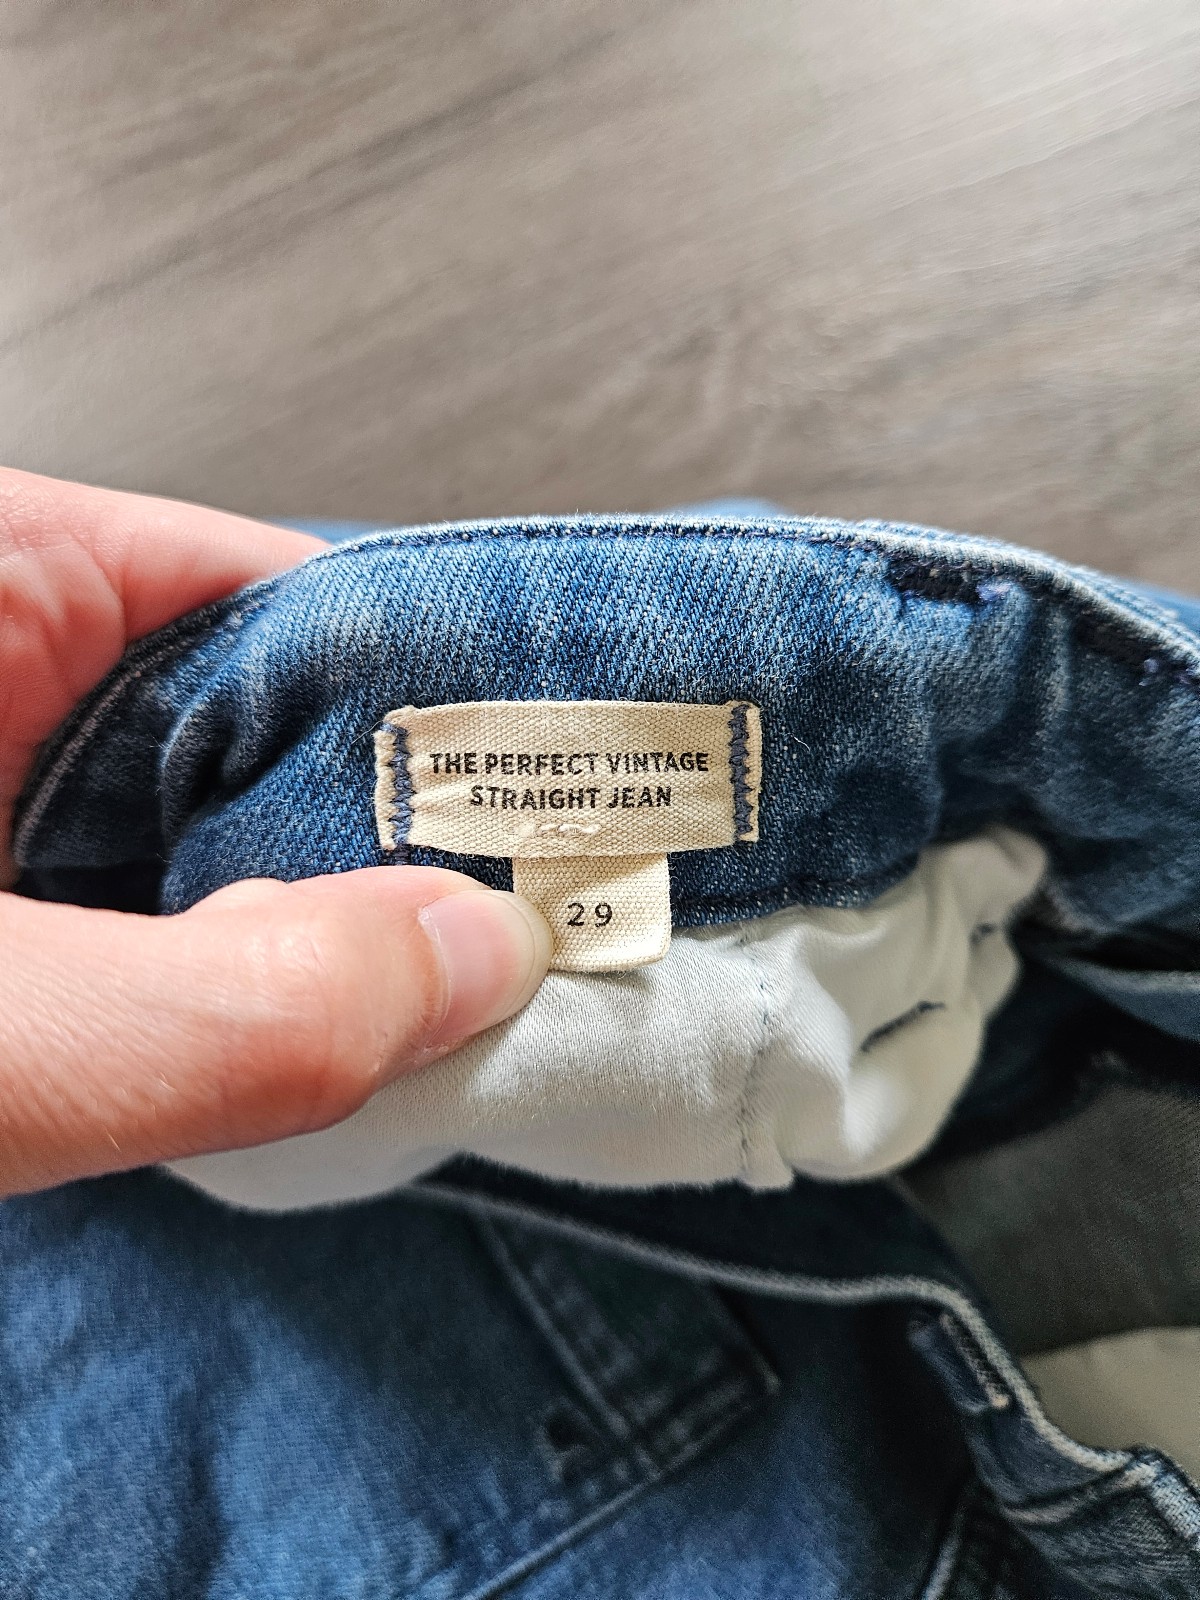 THE PERFECT VINTAGE
STRAIGHT JEAN
29